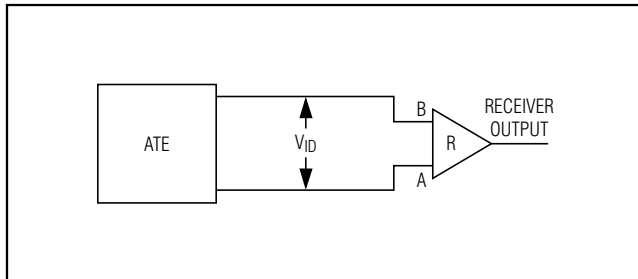 ATE
VID
B
R
A
RECEIVER
OUTPUT